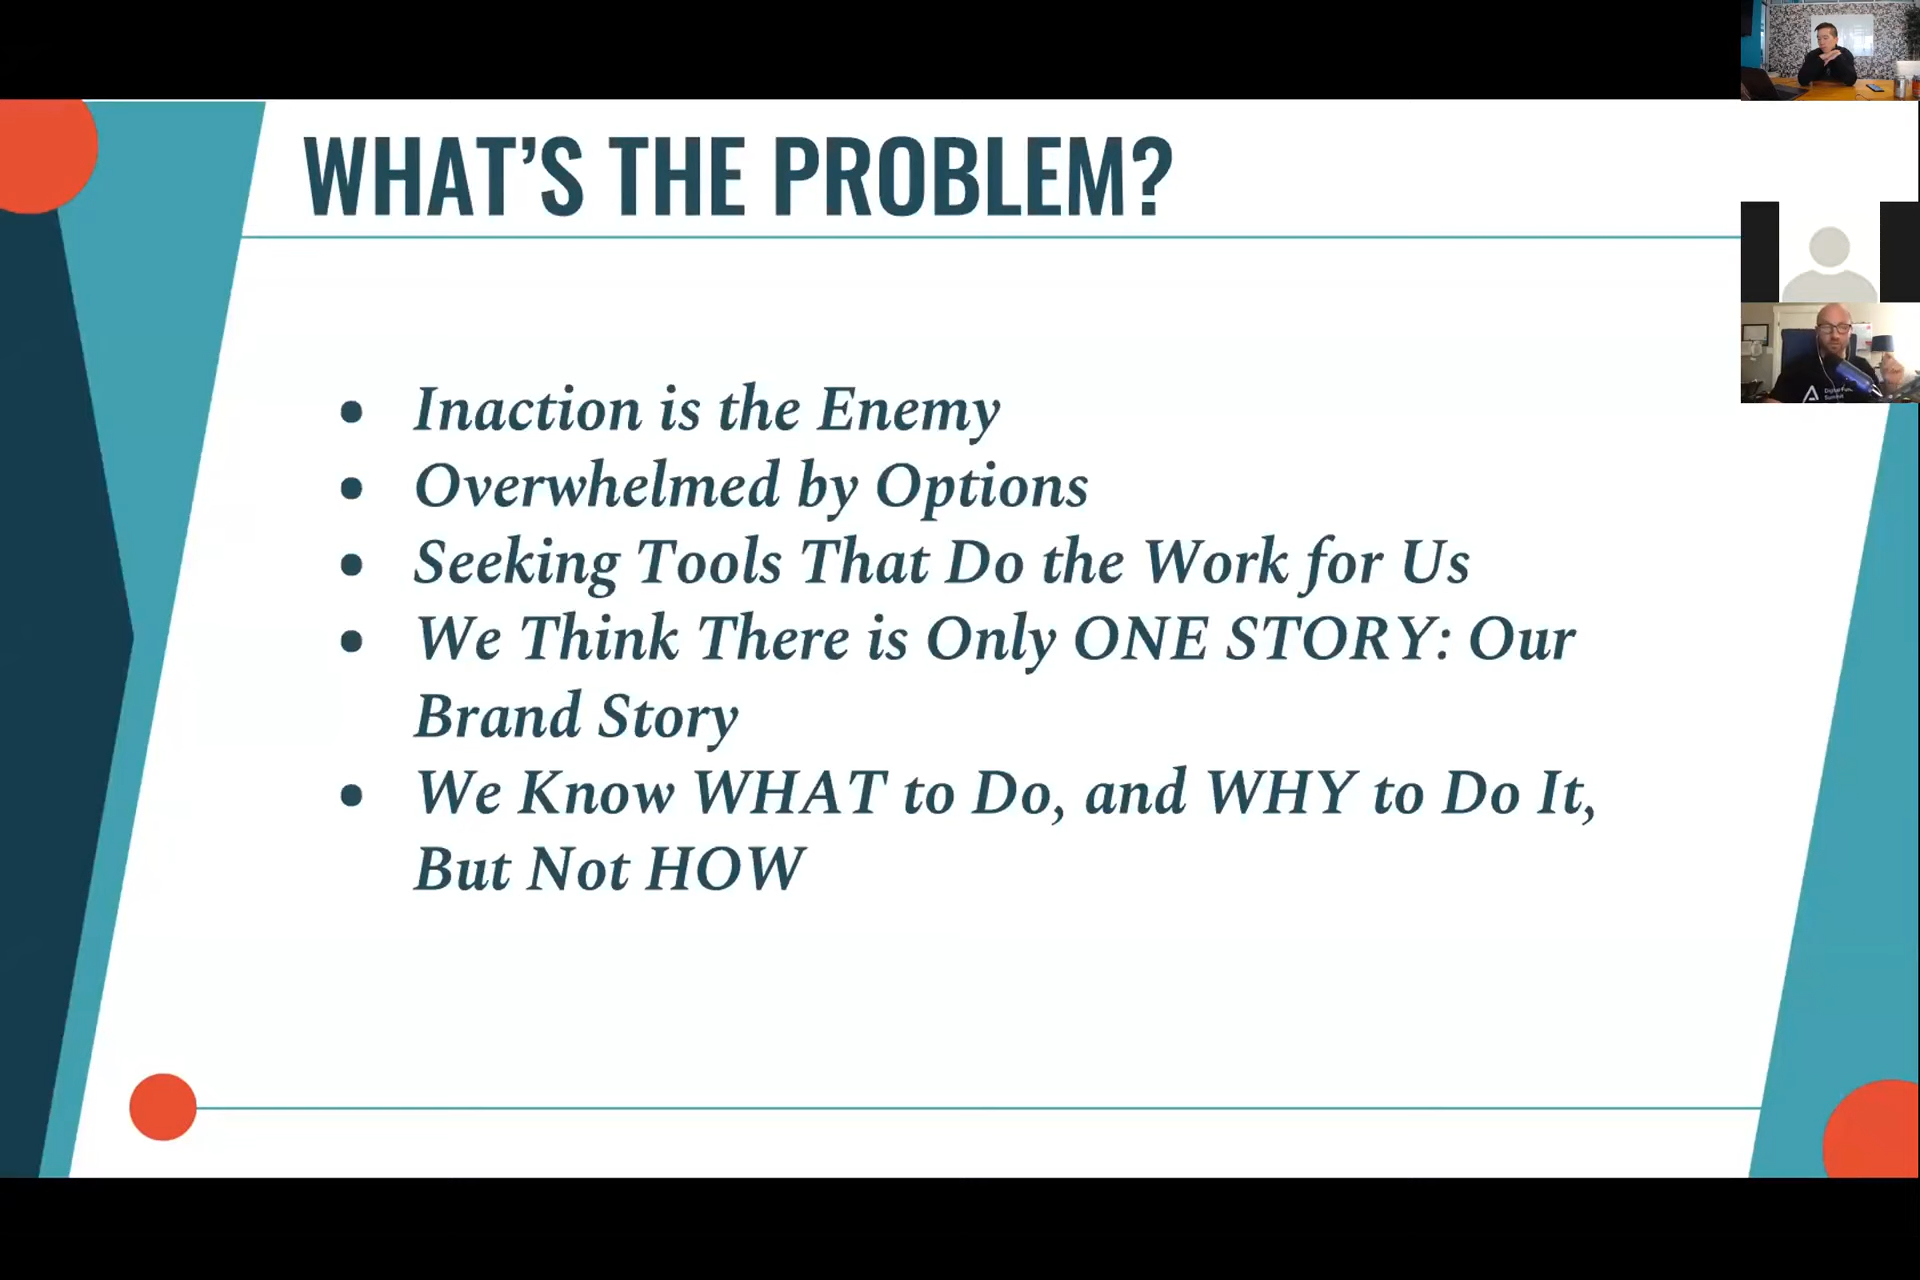 WHAT'S THE PROBLEM?
● Inaction is the Enemy
● Overwhelmed by Options
● Seeking Tools That Do the Work for Us
● We Think There is Only ONE STORY: Our
Brand Story
● We Know WHAT to Do, and WHY to Do It,
But Not HOW